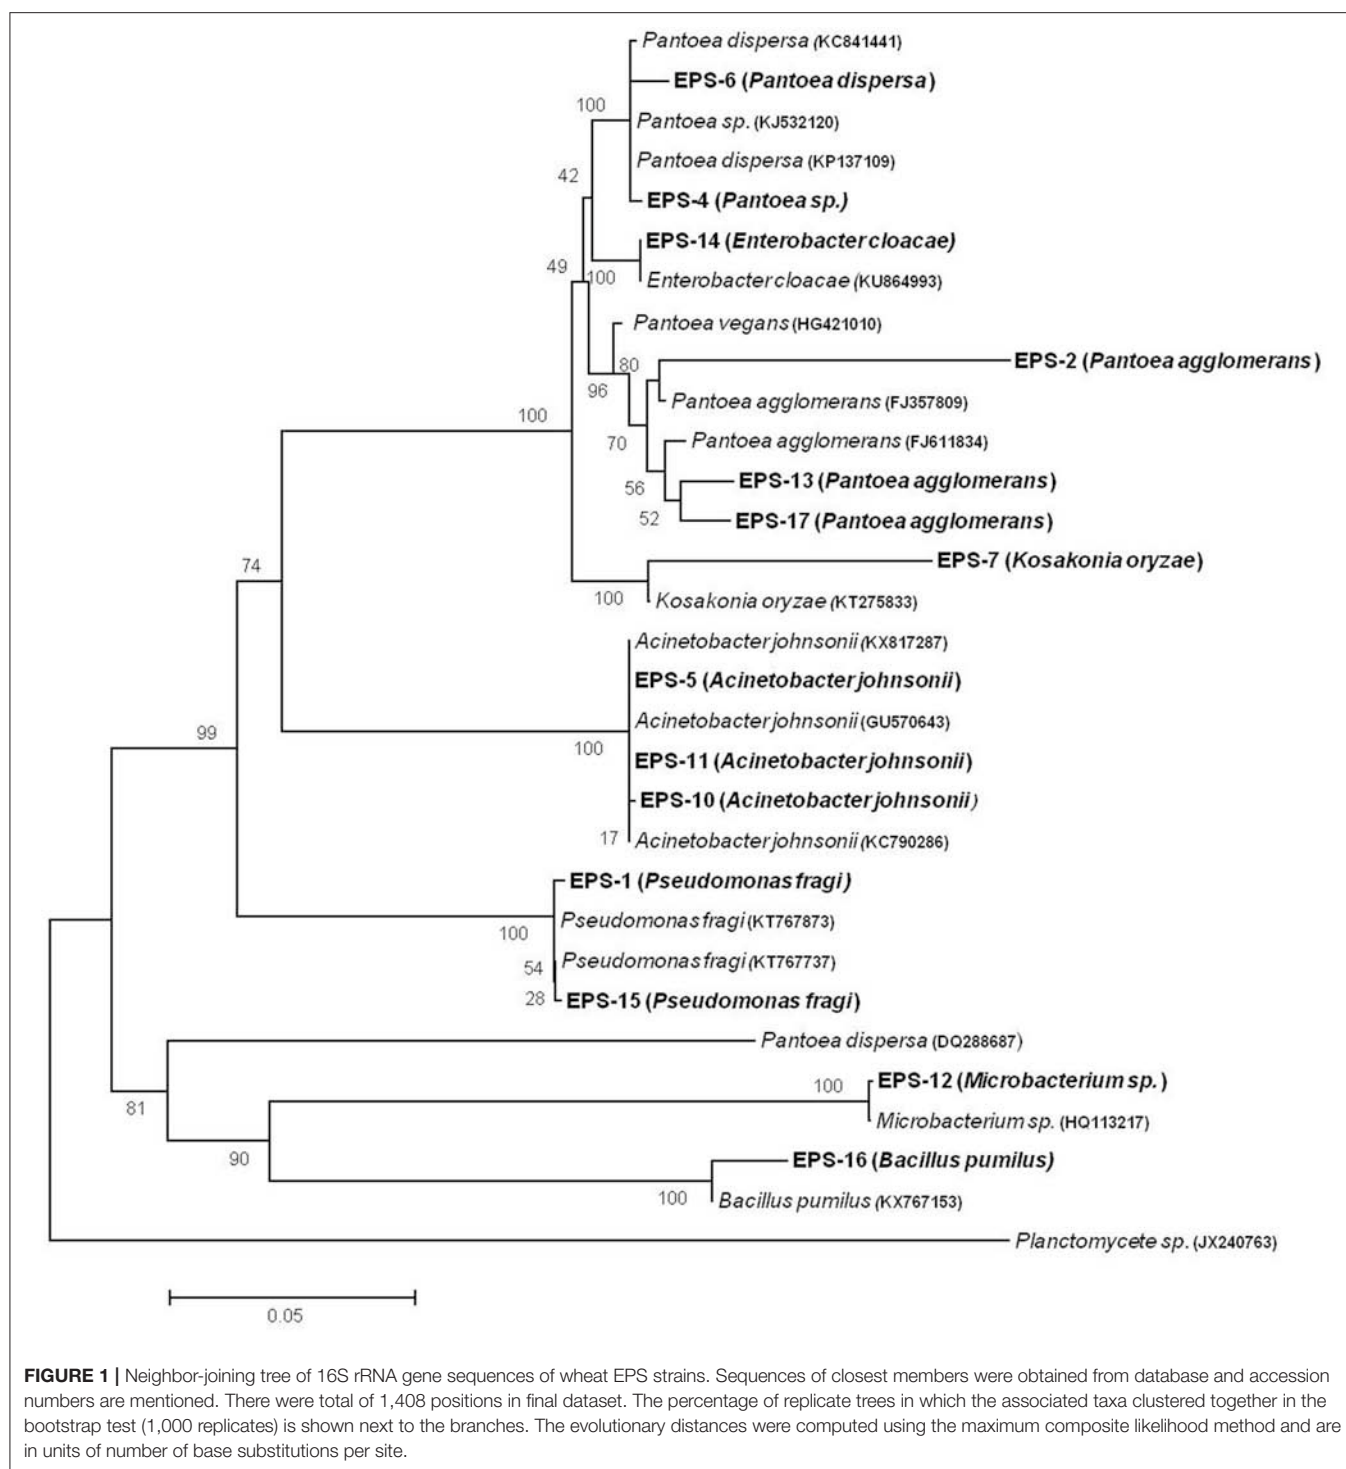 Pantoea dispersa (KC841441)
EPS-6 (Pantoea dispersa)
100
Pantoea sp. (KJ532120)
Pantoea dispersa (KP137109)
42
EPS-4 (Pantoea sp.)
EPS-14 (Enterobacter cloacae)
49
100
Enterobacter cloacae (KU864993)
Pantoea vegans (HG421010)
80
EPS-2 (Pantoea agglomerans)
96
Pantoea agglomerans (FJ357809)
100
70
Pantoea agglomerans (FJ611834)
EPS-13 (Pantoea agglomerans)
56
52
EPS-17 (Pantoea agglomerans)
74
EPS-7 (Kosakonia oryzae)
100
Kosakonia oryzae (KT275833)
Acinetobacter johnsonii (KX817287)
EPS-5 (Acinetobacter johnsonii)
99
Acinetobacter johnsonii (GU570643)
100
EPS-11 (Acinetobacter johnsonii)
EPS-10 (Acinetobacter johnsonii)
17
Acinetobacter johnsonii (KC790286)
EPS-1 (Pseudomonas fragi)
100
Pseudomonas fragi (KT767873)
54
Pseudomonas fragi (KT767737)
28
EPS-15 (Pseudomonas fragi)
Pantoea dispersa (DQ288687)
100
EPS-12 (Microbacterium sp.)
81
Microbacterium sp. (HQ113217)
90
EPS-16 (Bacillus pumilus)
100
Bacillus pumilus (KX767153)
Planctomycete sp. (JX240763)
0.05
FIGURE 1 | Neighbor-joining tree of 16S rRNA gene sequences of wheat EPS strains. Sequences of closest members were obtained from database and accession
numbers are mentioned. There were total of 1,408 positions in final dataset. The percentage of replicate trees in which the associated taxa clustered together in the
bootstrap test (1,000 replicates) is shown next to the branches. The evolutionary distances were computed using the maximum composite likelihood method and are
in units of number of base substitutions per site.